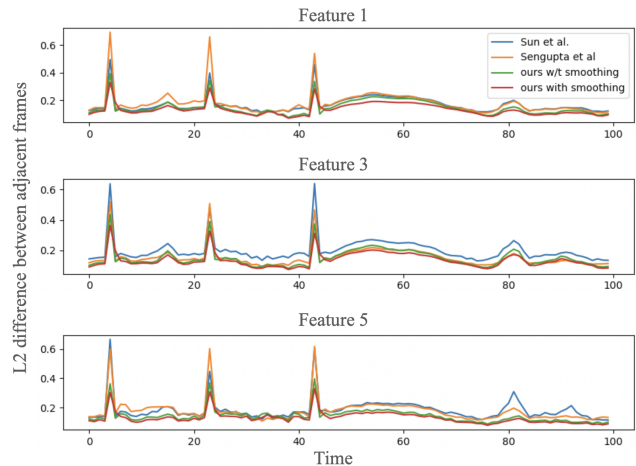 Feature 1
0.6
0.4
0.2
Sun et al.
Sengupta et al
ours w/t smoothing
ours with smoothing
0 20 40 60 80 100
Feature 3
0.6
0.4
0.2
0 20 40 60 80 100
Feature 5
0.6
0.4
0.2
0 20 40 60 80 100
Time
L2 difference between adjacent frames